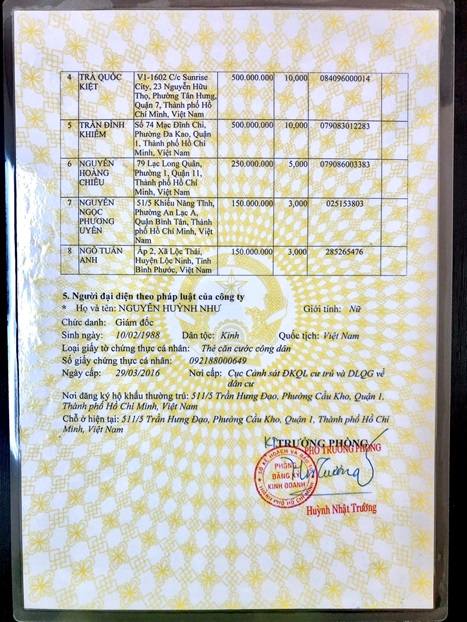 4 TRÀ QUỐC KIỆT V1-1602 C/c Sunrise City, 23 Nguyễn Hữu Thọ, Phường Tân Hưng, Quận 7, Thành phố Hồ Chí Minh, Việt Nam 500.000.000 10,000 084096000014
5 TRẦN ĐÌNH KHIÊM Số 74 Mạc Đĩnh Chi, Phường Đa Kao, Quận 1, Thành phố Hồ Chí Minh, Việt Nam 500.000.000 10,000 079083012283
6 NGUYỄN HOÀNG CHIÊU 79 Lạc Long Quân, Phường 1, Quận 11, Thành phố Hồ Chí Minh, Việt Nam 250.000.000 5,000 079086003383
7 NGUYỄN NGỌC PHƯƠNG UYÊN 51/5 Khiếu Năng Tĩnh, Phường An Lạc A, Quận Bình Tân, Thành phố Hồ Chí Minh, Việt Nam 150.000.000 3,000 025153803
8 NGÔ TUẤN ANH Ấp 2, Xã Lộc Thái, Huyện Lộc Ninh, Tỉnh Bình Phước, Việt Nam 150.000.000 3,000 285265476
5. Người đại diện theo pháp luật của công ty
* Họ và tên: NGUYỄN HUỲNH NHƯ Giới tính: Nữ
Chức danh: Giám đốc
Sinh ngày: 10/02/1988 Dân tộc: Kinh Quốc tịch: Việt Nam
Loại giấy tờ chứng thực cá nhân: Thẻ căn cước công dân
Số giấy chứng thực cá nhân: 092188000649
Ngày cấp: 29/03/2016 Nơi cấp: Cục Cảnh sát ĐKQL cư trú và DLQG về
dân cư
Nơi đăng ký hộ khẩu thường trú: 511/5 Trần Hưng Đạo, Phường Cầu Kho, Quận 1,
Thành phố Hồ Chí Minh, Việt Nam
Chỗ ở hiện tại: 511/5 Trần Hưng Đạo, Phường Cầu Kho, Quận 1, Thành phố Hồ Chí
Minh, Việt Nam
KT TRƯỞNG PHÒNG
PHÓ TRƯỞNG PHÒNG
PHÒNG
ĐĂNG KÝ
KINH DOANH
THÀNH PHỐ HỒ CHÍ MINH
Huỳnh Nhật Trường